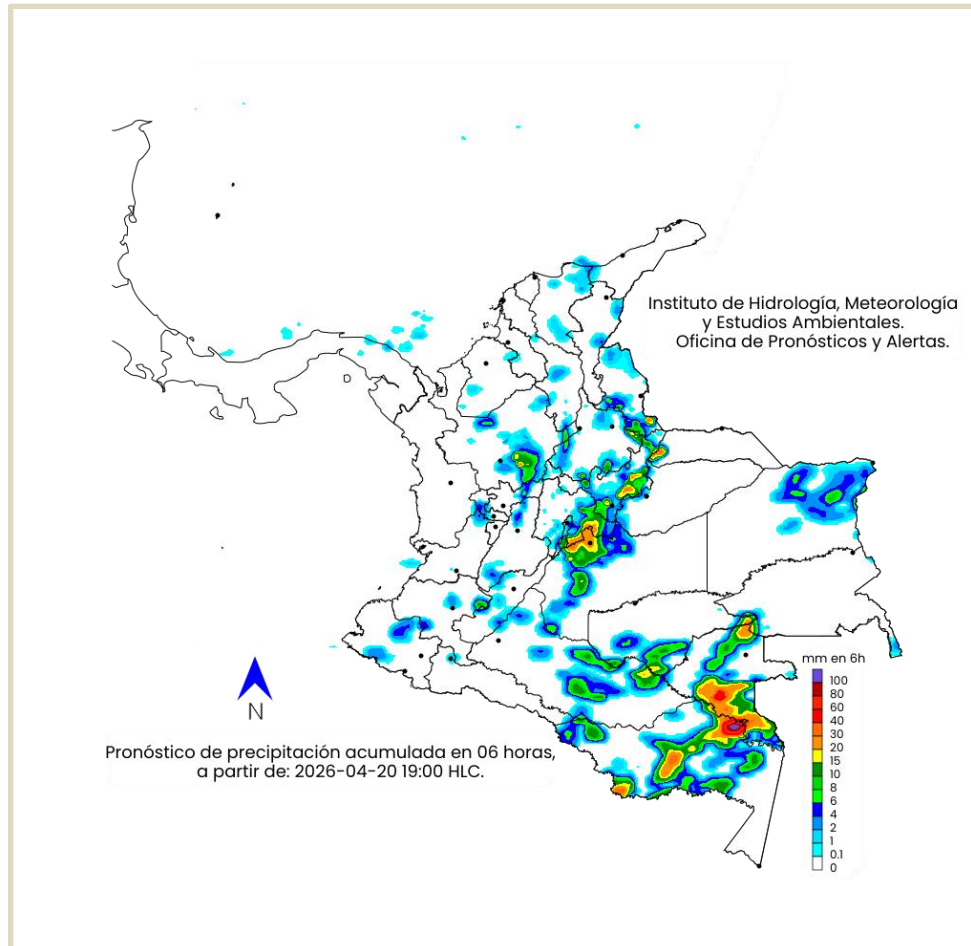 Instituto de Hidrología, Meteorología
y Estudios Ambientales.
Oficina de Pronósticos y Alertas.
mm en 6h
100
80
60
40
30
20
15
10
8
6
4
2
1
0.1
0
N
Pronóstico de precipitación acumulada en 06 horas,
a partir de: 2026-04-20 19:00 HLC.